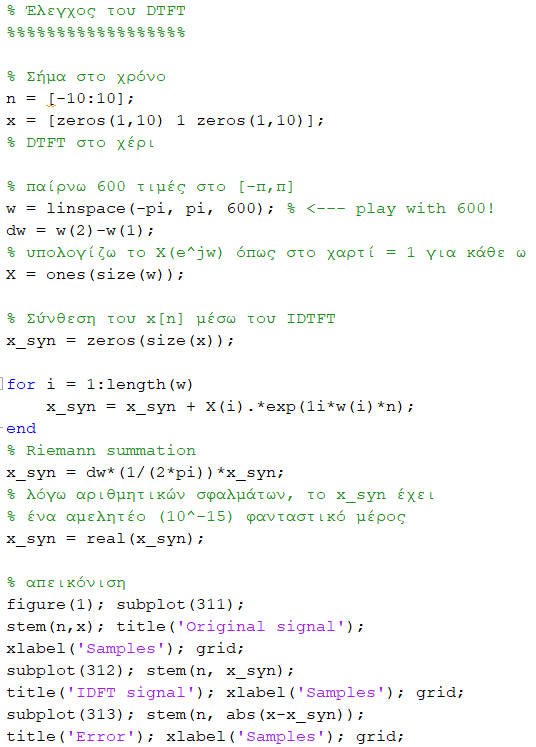 % Έλεγχος του DTFT
%%%%%%%%%%%%%%%%%%
% Σήμα στο χρόνο
n = [-10:10];
x = [zeros(1,10) 1 zeros(1,10)];
% DTFT στο χέρι
% παίρνω 600 τιμές στο [-π,π]
w = linspace(-pi, pi, 600); % <--- play with 600!
dw = w(2)-w(1);
% υπολογίζω το X(e^jw) όπως στο χαρτί = 1 για κάθε ω
X = ones(size(w));
% Σύνθεση του x[n] μέσω του IDTFT
x_syn = zeros(size(x));
for i = 1:length(w)
    x_syn = x_syn + X(i).*exp(1i*w(i)*n);
end
% Riemann summation
x_syn = dw*(1/(2*pi))*x_syn;
% λόγω αριθμητικών σφαλμάτων, το x_syn έχει
% ένα αμελητέο (10^-15) φανταστικό μέρος
x_syn = real(x_syn);
% απεικόνιση
figure(1); subplot(311);
stem(n,x); title('Original signal');
xlabel('Samples'); grid;
subplot(312); stem(n, x_syn);
title('IDFT signal'); xlabel('Samples'); grid;
subplot(313); stem(n, abs(x-x_syn));
title('Error'); xlabel('Samples'); grid;